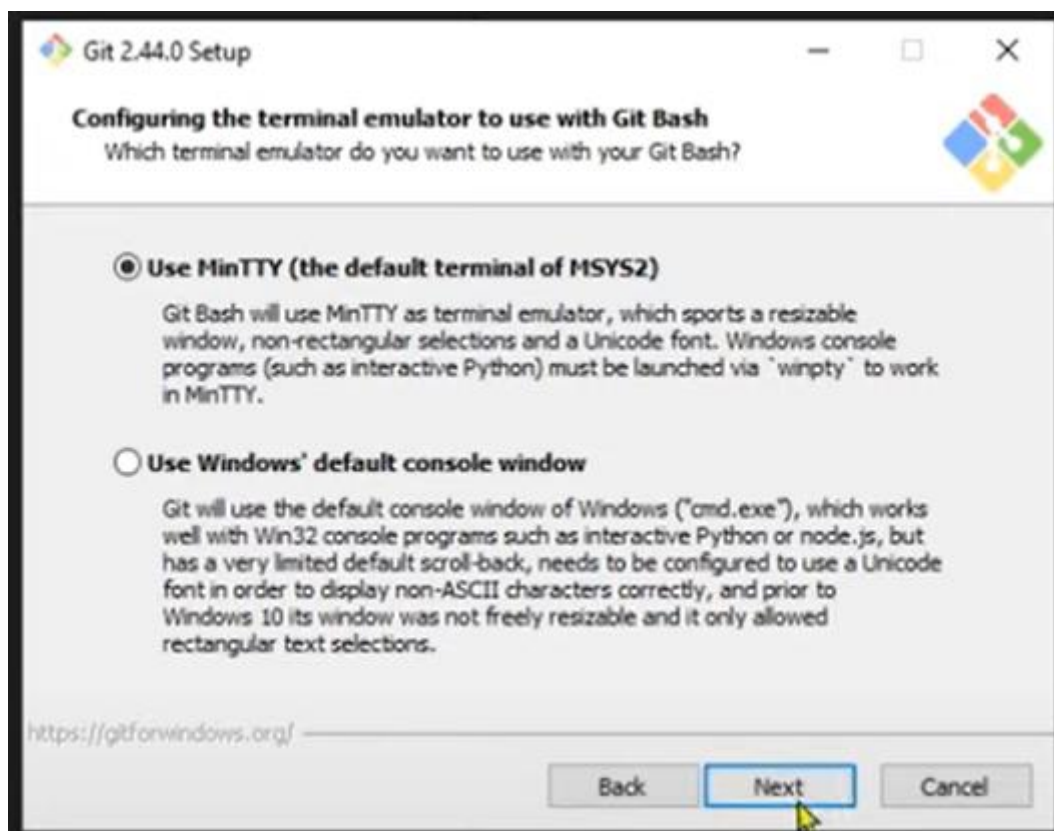 Git 2.44.0 Setup
Configuring the terminal emulator to use with Git Bash
Which terminal emulator do you want to use with your Git Bash?
Use MinTTY (the default terminal of MSYS2)
Git Bash will use MinTTY as terminal emulator, which sports a resizable
window, non-rectangular selections and a Unicode font. Windows console
programs (such as interactive Python) must be launched via `winpty` to work
in MinTTY.
Use Windows' default console window
Git will use the default console window of Windows ("cmd.exe"), which works
well with Win32 console programs such as interactive Python or node.js, but
has a very limited default scroll-back, needs to be configured to use a Unicode
font in order to display non-ASCII characters correctly, and prior to
Windows 10 its window was not freely resizable and it only allowed
rectangular text selections.
https://gitforwindows.org/
Back Next Cancel